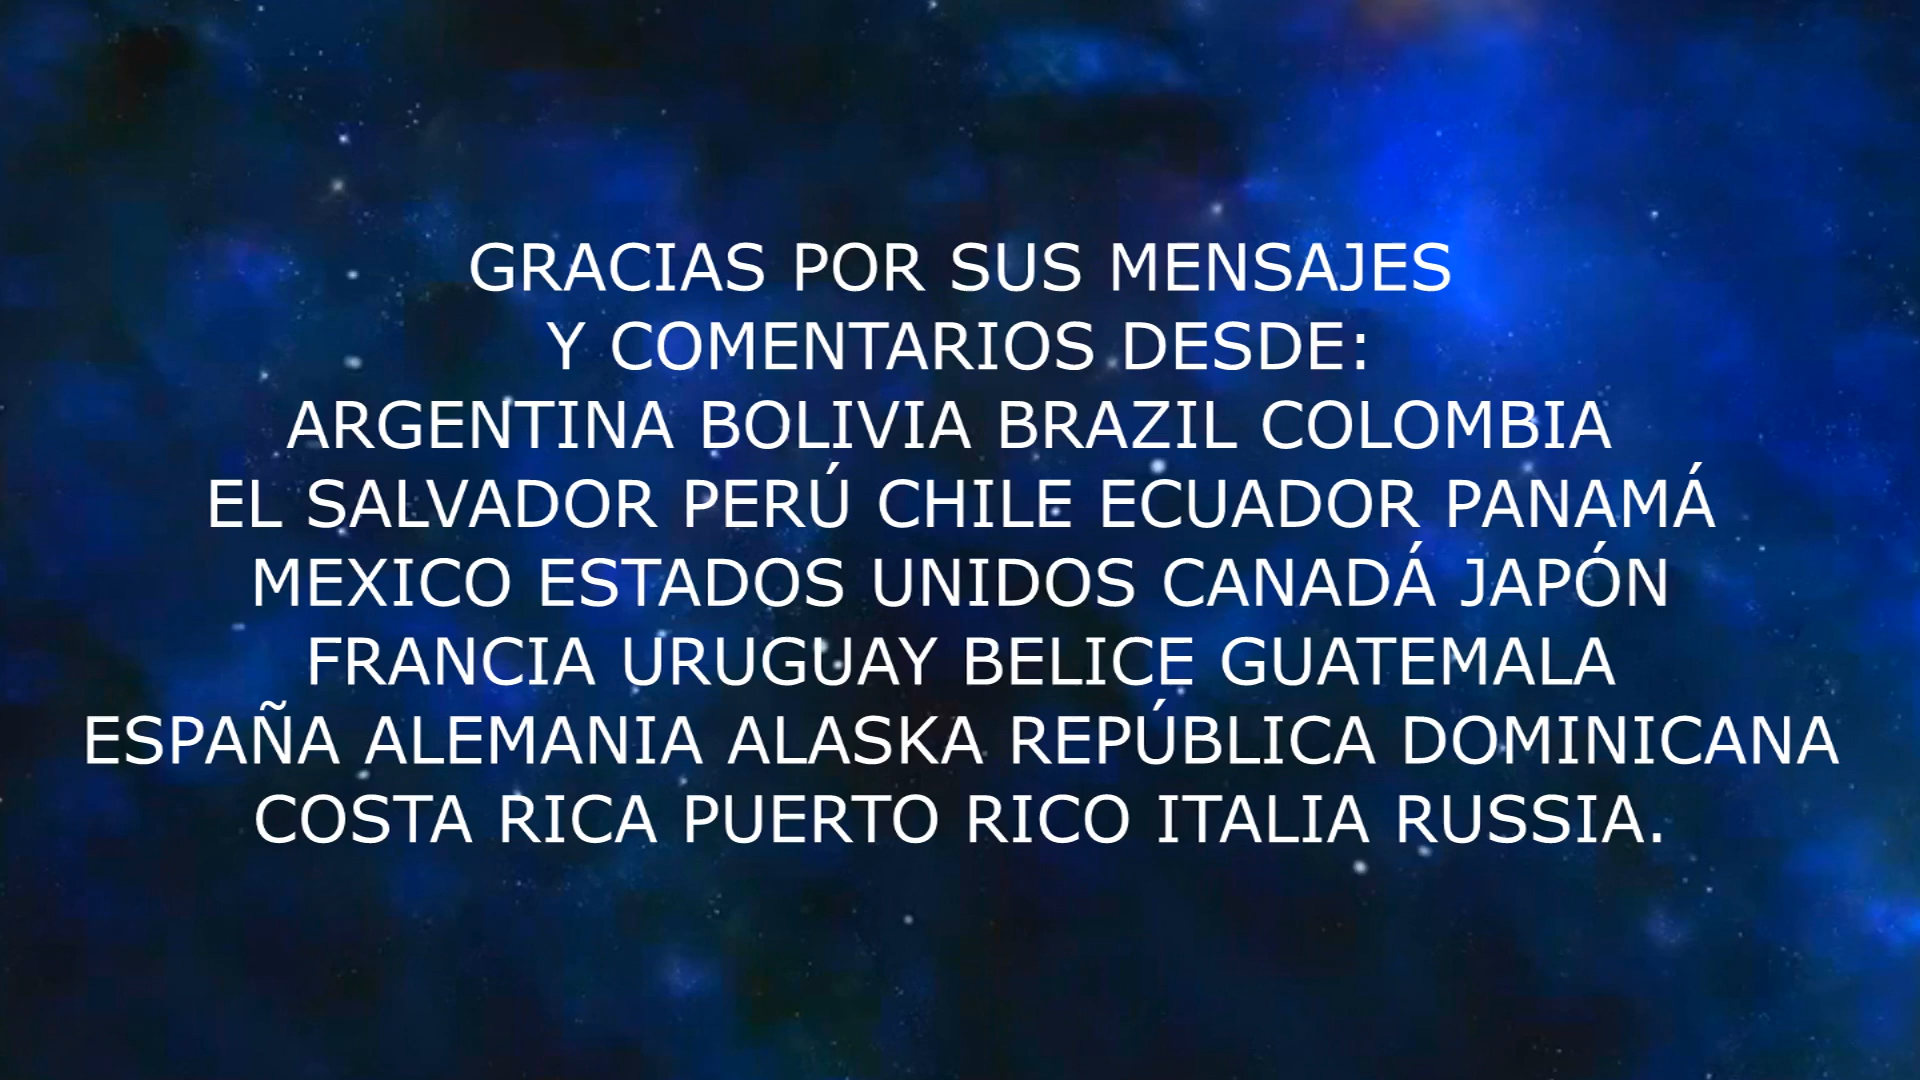 GRACIAS POR SUS MENSAJES
Y COMENTARIOS DESDE:
ARGENTINA BOLIVIA BRAZIL COLOMBIA
EL SALVADOR PERÚ CHILE ECUADOR PANAMÁ
MEXICO ESTADOS UNIDOS CANADÁ JAPÓN
FRANCIA URUGUAY BELICE GUATEMALA
ESPAÑA ALEMANIA ALASKA REPÚBLICA DOMINICANA
COSTA RICA PUERTO RICO ITALIA RUSSIA.